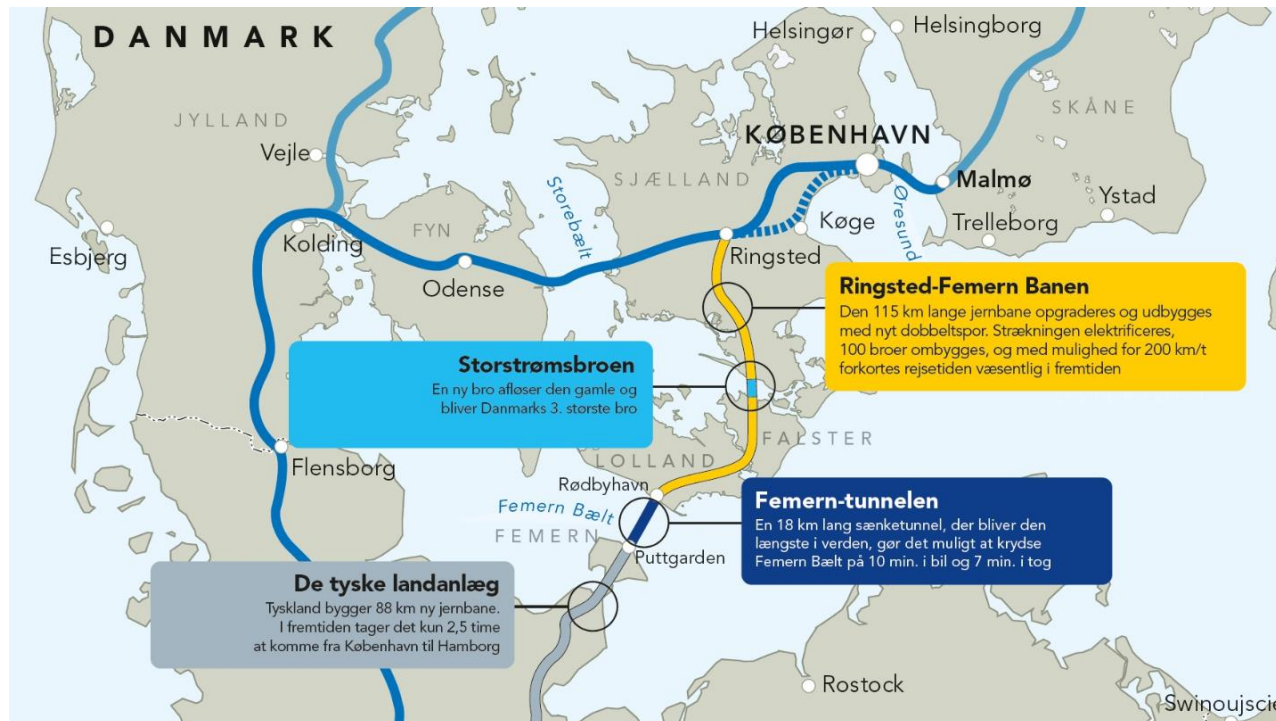 DANMARK
Helsingør
Helsingborg
JYLLAND
SKÅNE
Vejle
KØBENHAVN
SJÆLLAND
Malmø
Storebælt
Øresund
Ystad
Køge
Trelleborg
Esbjerg
Kolding
FYN
Ringsted
Odense
Ringsted-Femern Banen
Den 115 km lange jernbane opgraderes og udbygges
med nyt dobbeltspor. Strækningen elektrificeres,
100 broer ombygges, og med mulighed for 200 km/t
forkortes rejsetiden væsentlig i fremtiden
Storstrømsbroen
En ny bro afløser den gamle og
bliver Danmarks 3. største bro
FALSTER
LOLLAND
Flensborg
Rødbyhavn
Femern Bælt
FEMERN
Puttgarden
Femern-tunnelen
En 18 km lang sænketunnel, der bliver den
længste i verden, gør det muligt at krydse
Femern Bælt på 10 min. i bil og 7 min. i tog
De tyske landanlæg
Tyskland bygger 88 km ny jernbane.
I fremtiden tager det kun 2,5 time
at komme fra København til Hamborg
Rostock
Swinoujscie